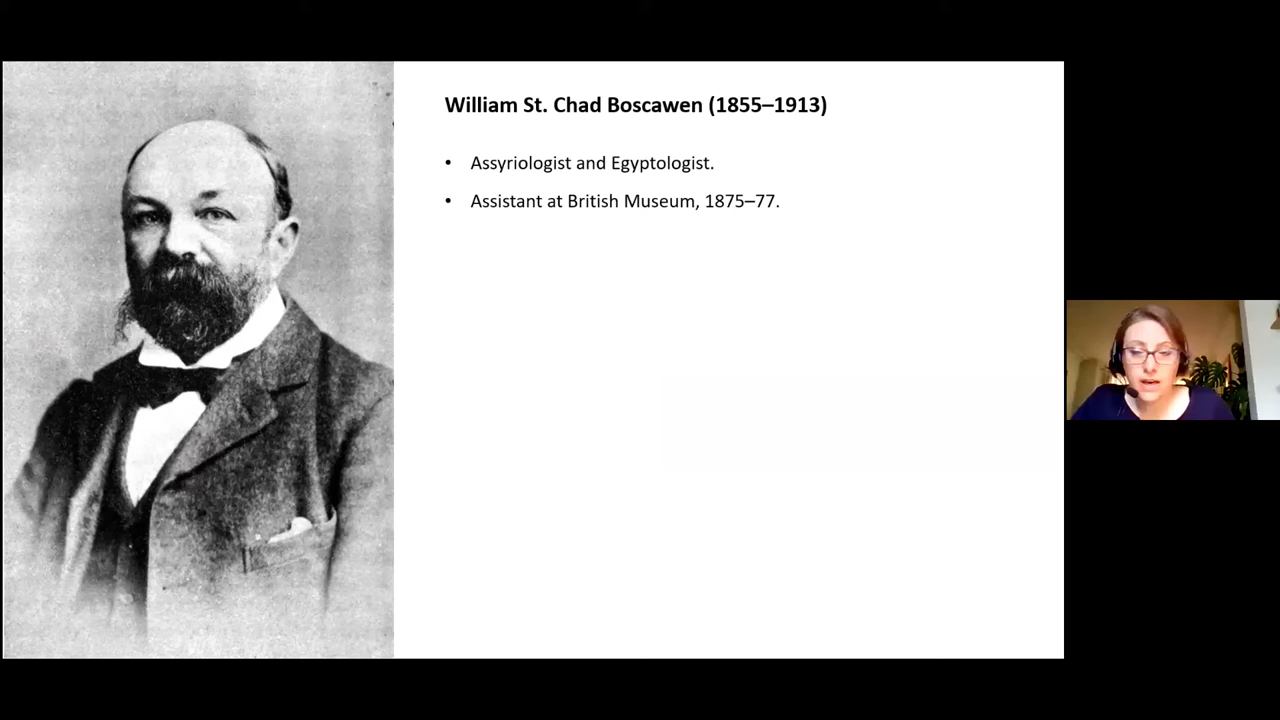 William St. Chad Boscawen (1855–1913)
• Assyriologist and Egyptologist.
• Assistant at British Museum, 1875–77.